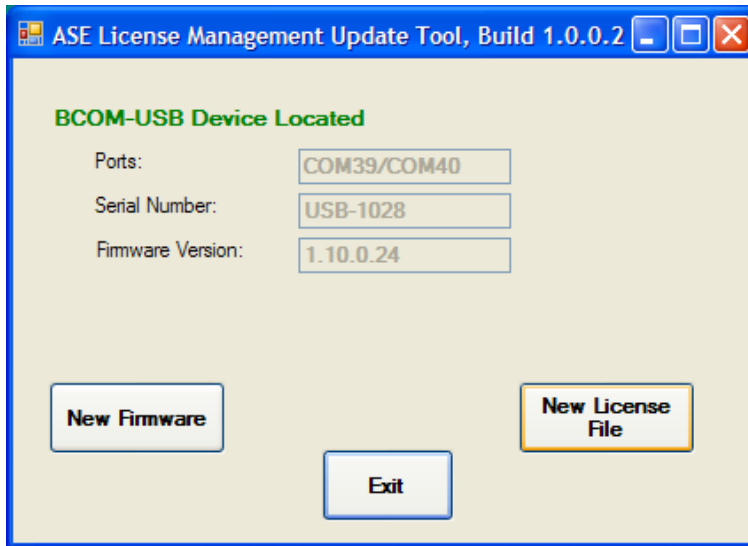 ASE License Management Update Tool, Build 1.0.0.2
BCOM-USB Device Located
Ports: COM39/COM40
Serial Number: USB-1028
Firmware Version: 1.10.0.24
New Firmware
New License
File
Exit